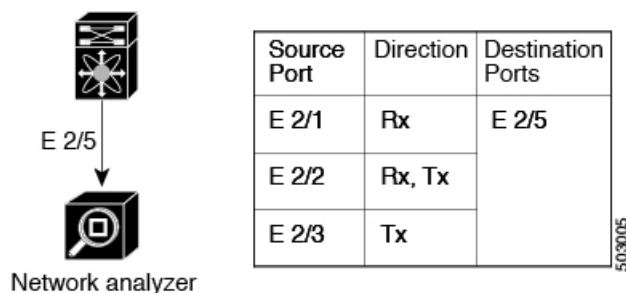 E 2/5
Network analyzer
Source Port
Direction
Destination Ports
E 2/1
Rx
E 2/5
E 2/2
Rx, Tx
E 2/3
Tx
503005